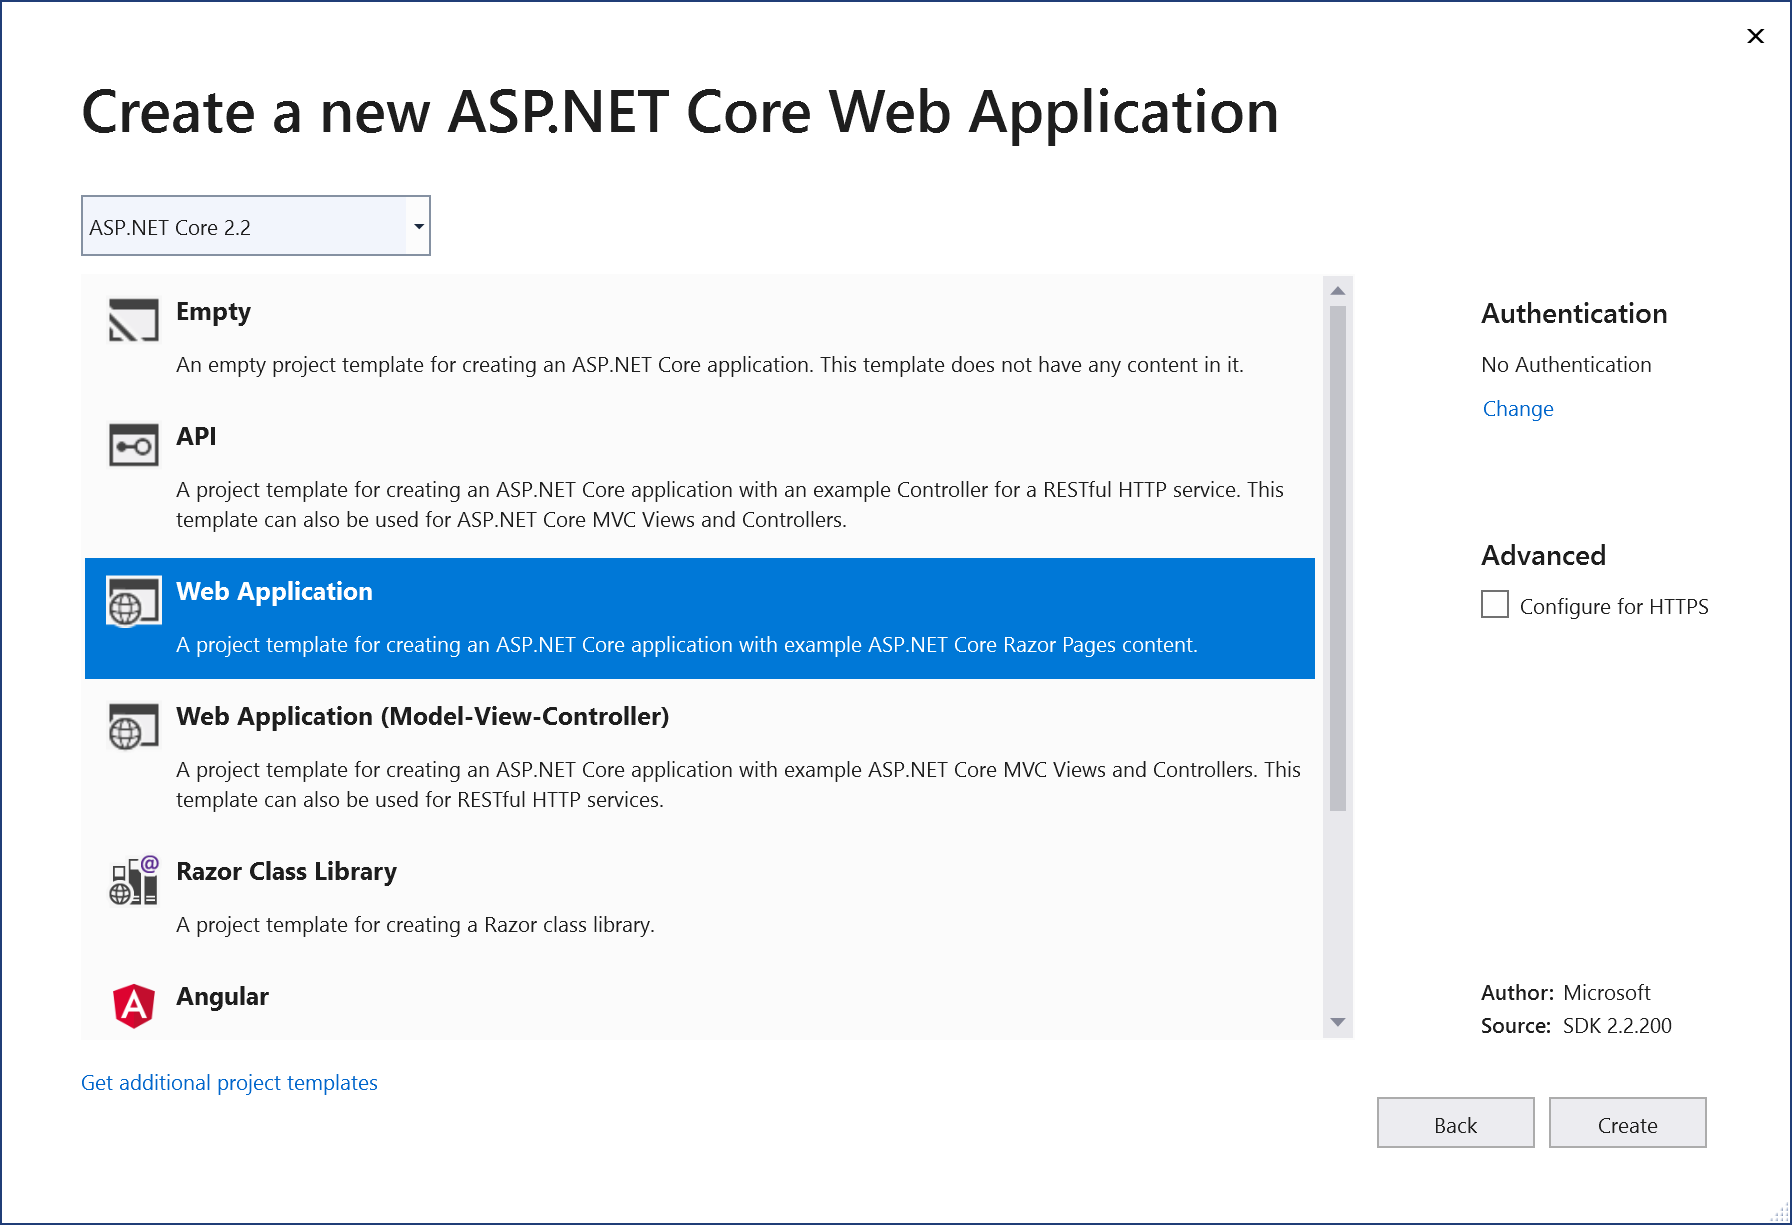 Create a new ASP.NET Core Web Application
ASP.NET Core 2.2
Empty
An empty project template for creating an ASP.NET Core application. This template does not have any content in it.
API
A project template for creating an ASP.NET Core application with an example Controller for a RESTful HTTP service. This
template can also be used for ASP.NET Core MVC Views and Controllers.
Web Application
A project template for creating an ASP.NET Core application with example ASP.NET Core Razor Pages content.
Web Application (Model-View-Controller)
A project template for creating an ASP.NET Core application with example ASP.NET Core MVC Views and Controllers. This
template can also be used for RESTful HTTP services.
Razor Class Library
A project template for creating a Razor class library.
Angular
Get additional project templates
Authentication
No Authentication
Change
Advanced
Configure for HTTPS
Author: Microsoft
Source: SDK 2.2.200
Back
Create